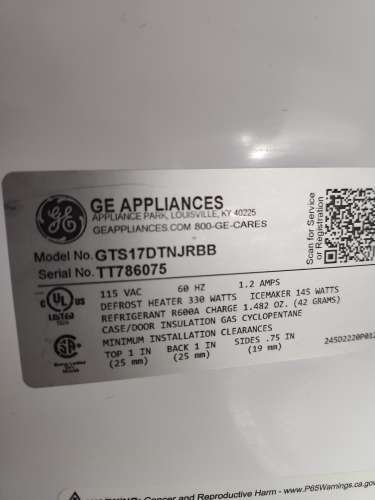 GE APPLIANCES
APPLIANCE PARK, LOUISVILLE, KY 40225
GEAPPLIANCES.COM 800-GE-CARES
Scan for Service
or Registration
Model No. GTS17DTNJRBB
Serial No. TT786075
115 VAC 60 HZ 1.2 AMPS
DEFROST HEATER 330 WATTS ICEMAKER 145 WATTS
REFRIGERANT R600A CHARGE 1.482 OZ. (42 GRAMS)
CASE/DOOR INSULATION GAS CYCLOPENTANE
MINIMUM INSTALLATION CLEARANCES
TOP 1 IN BACK 1 IN SIDES .75 IN
(25 mm) (25 mm) (19 mm)
245D2220P012
UL
LISTED
Cancer and Reproductive Harm - www.P65Warnings.ca.gov